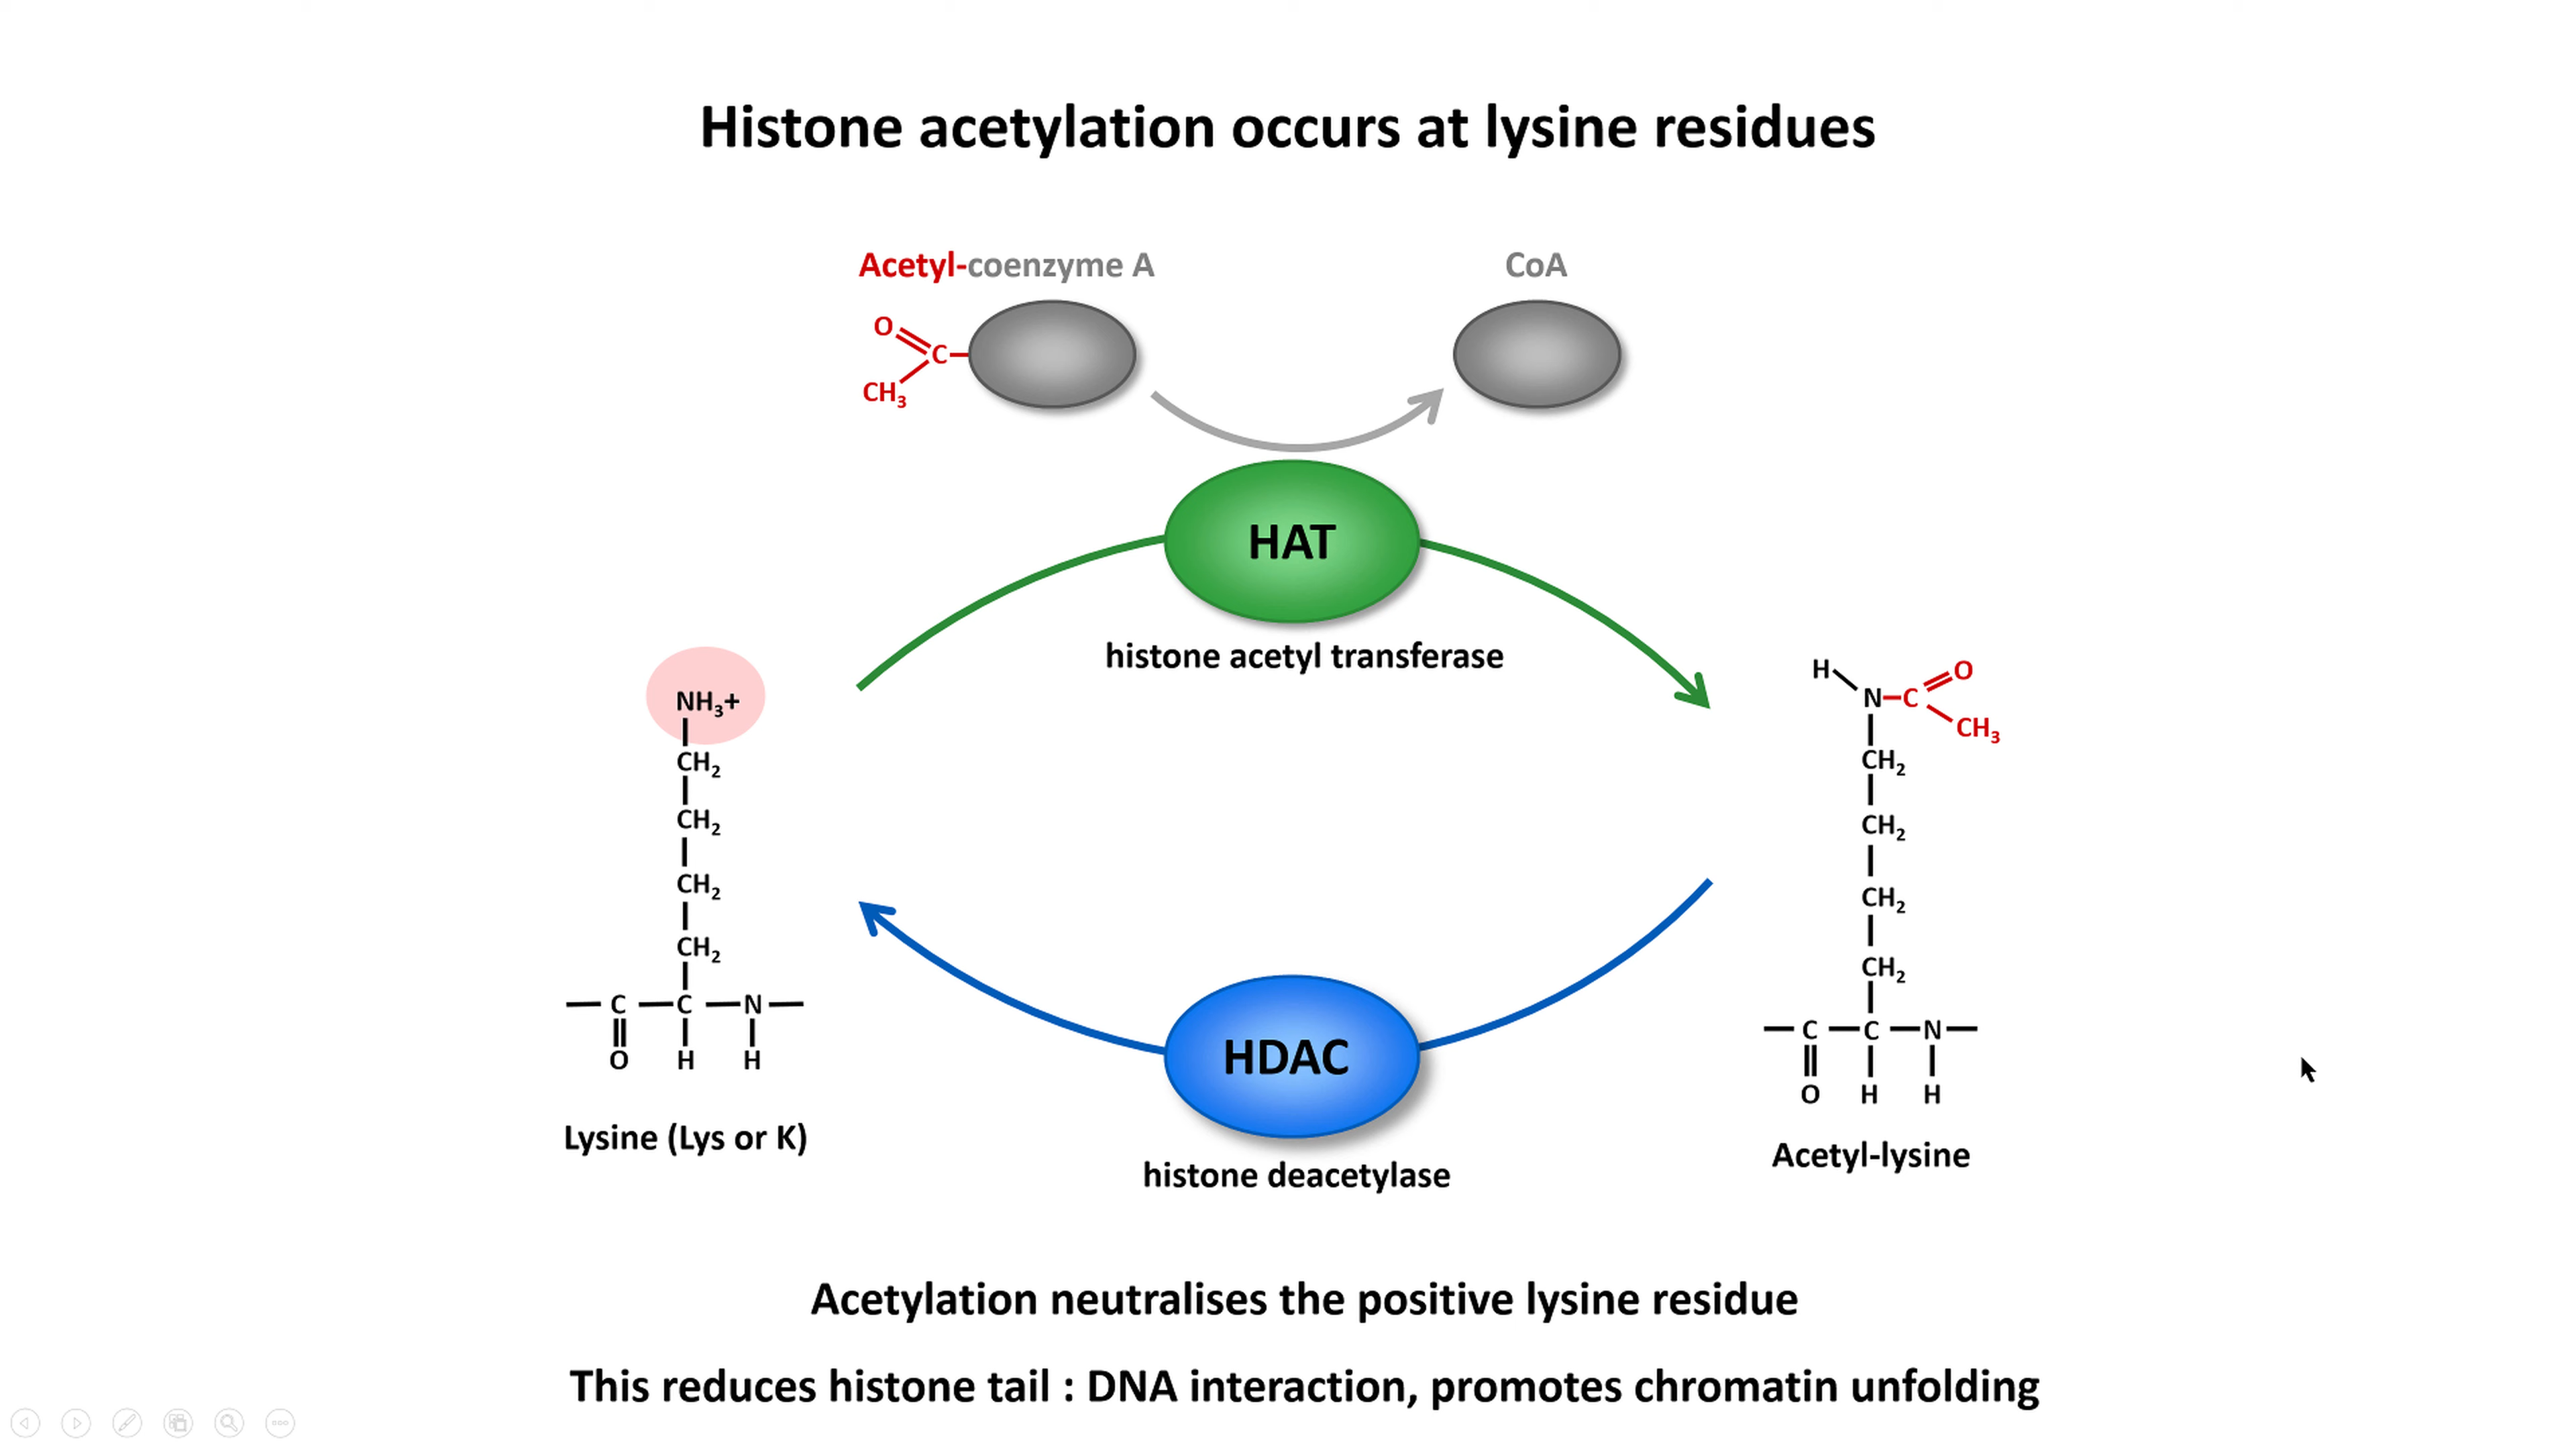 Histone acetylation occurs at lysine residues
Acetyl-coenzyme A
CoA
O
C
CH₃
HAT
histone acetyl transferase
NH₃+
CH₂
CH₂
CH₂
CH₂
C C N
O H H
Lysine (Lys or K)
H O
N C
CH₃
CH₂
CH₂
CH₂
CH₂
C C N
O H H
Acetyl-lysine
HDAC
histone deacetylase
Acetylation neutralises the positive lysine residue
This reduces histone tail : DNA interaction, promotes chromatin unfolding